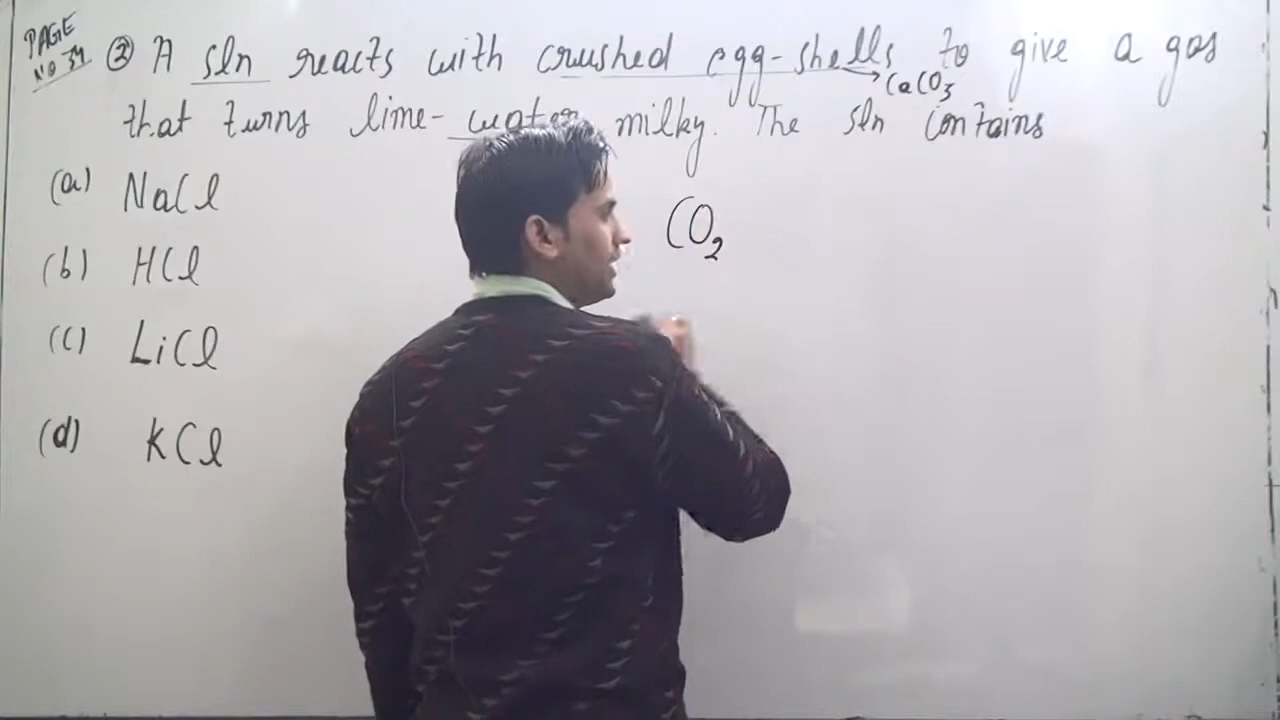 PAGE
NO 34
② A sln reacts with crushed egg-shells to give a gas
CaCO3
that turns lime-water milky. The sln contains
(a) NaCl
CO2
(b) HCl
(c) LiCl
(d) KCl